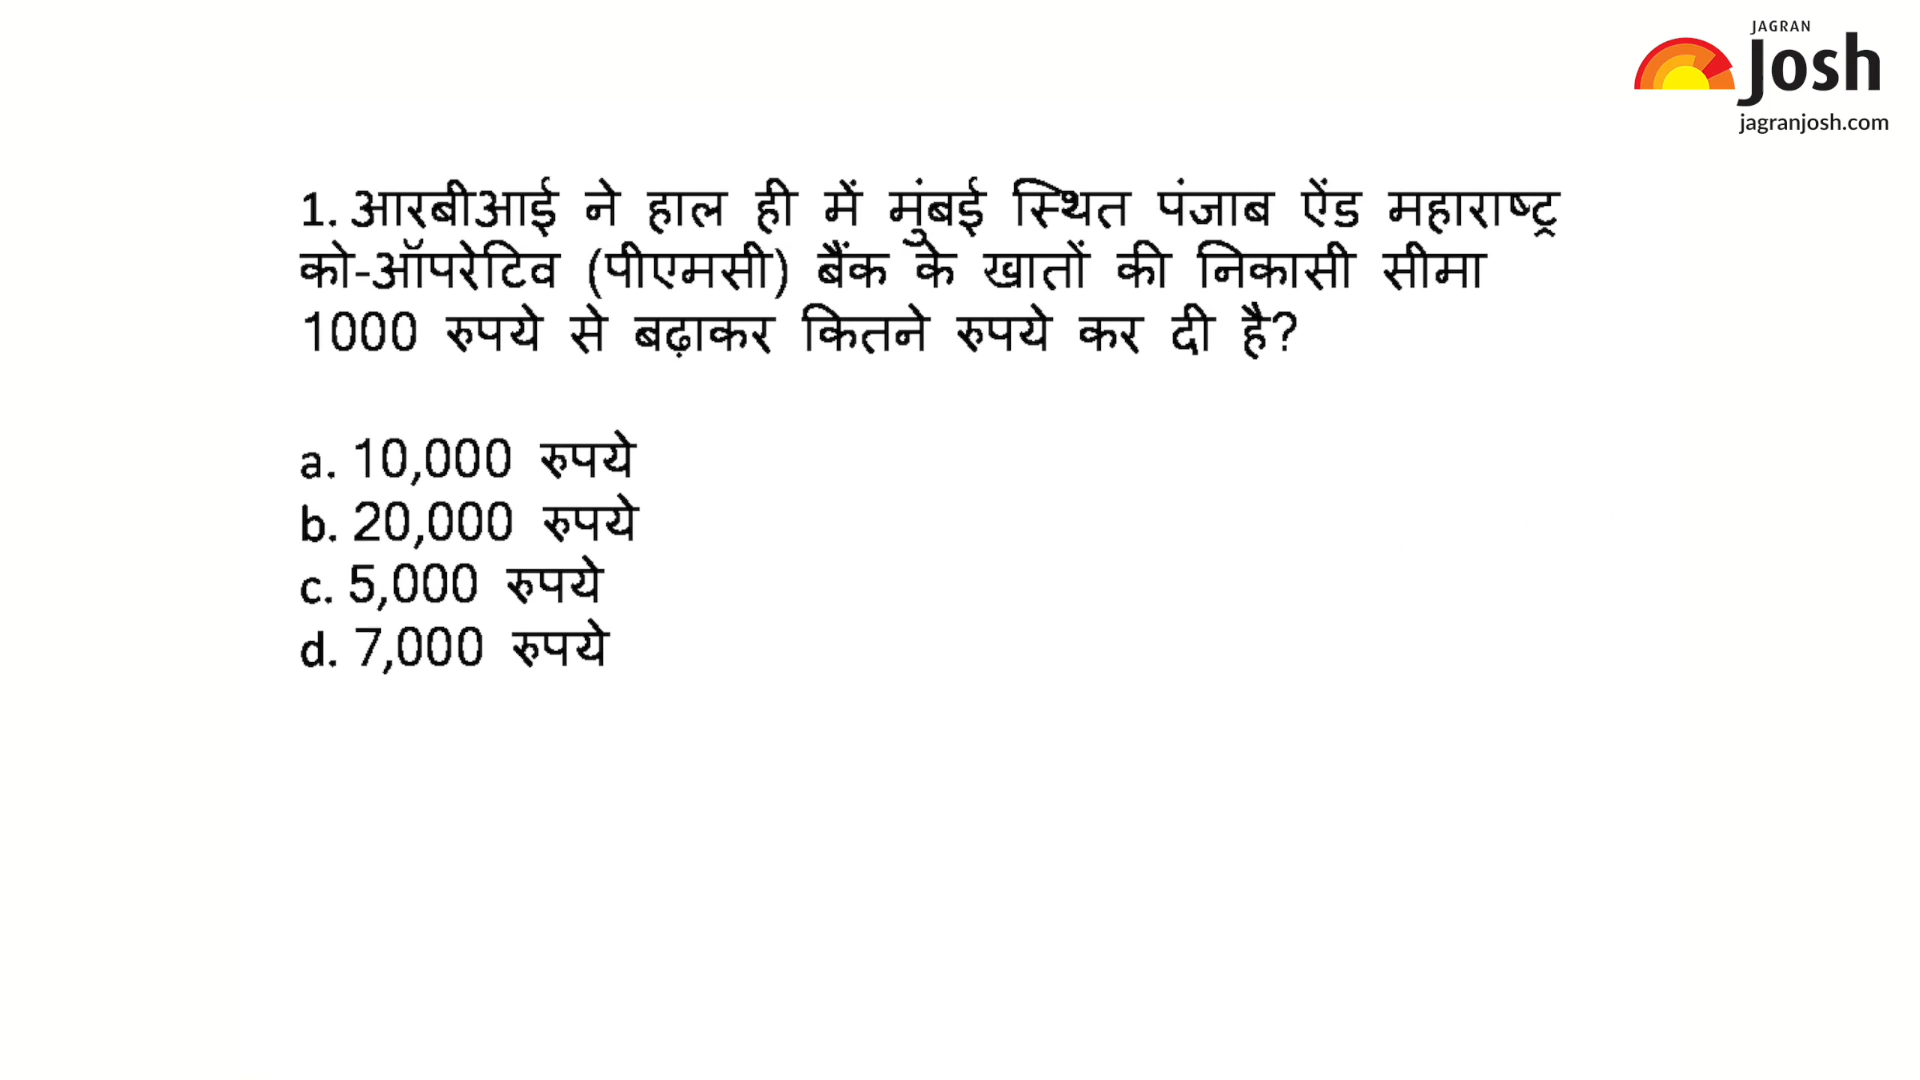 JAGRAN
Josh
jagranjosh.com
1. आरबीआई ने हाल ही में मुंबई स्थित पंजाब ऐंड महाराष्ट्र
को-ऑपरेटिव (पीएमसी) बैंक के खातों की निकासी सीमा
1000 रुपये से बढ़ाकर कितने रुपये कर दी है?
a. 10,000 रुपये
b. 20,000 रुपये
c. 5,000 रुपये
d. 7,000 रुपये